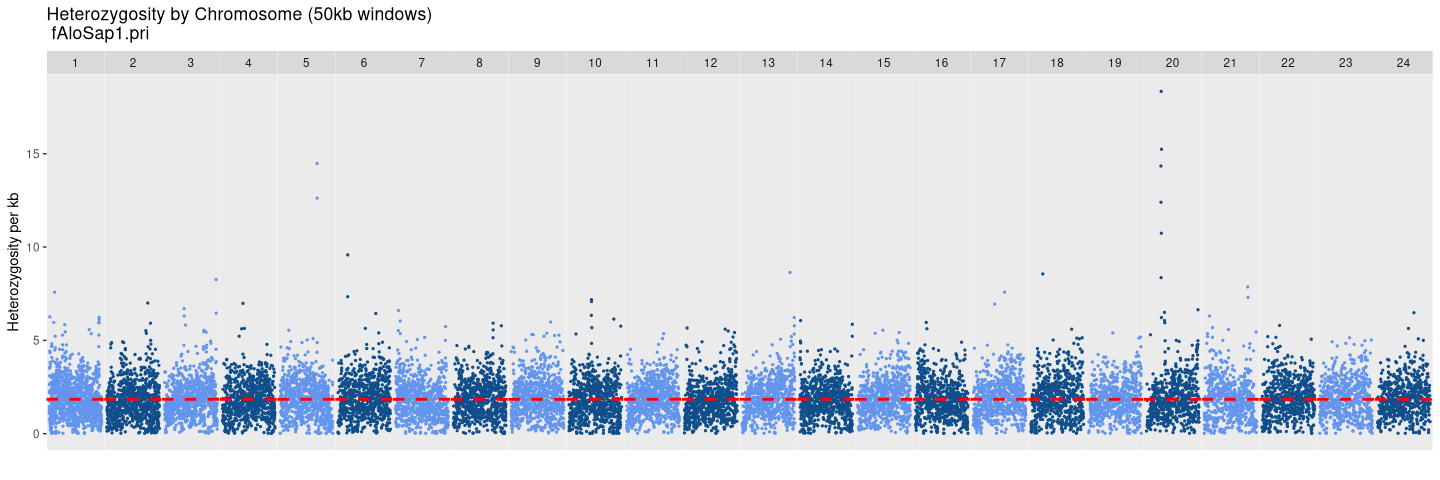 Heterozygosity by Chromosome (50kb windows)
fAloSap1.pri
1 2 3 4 5 6 7 8 9 10 11 12 13 14 15 16 17 18 19 20 21 22 23 24
Heterozygosity per kb
15
10
5
0